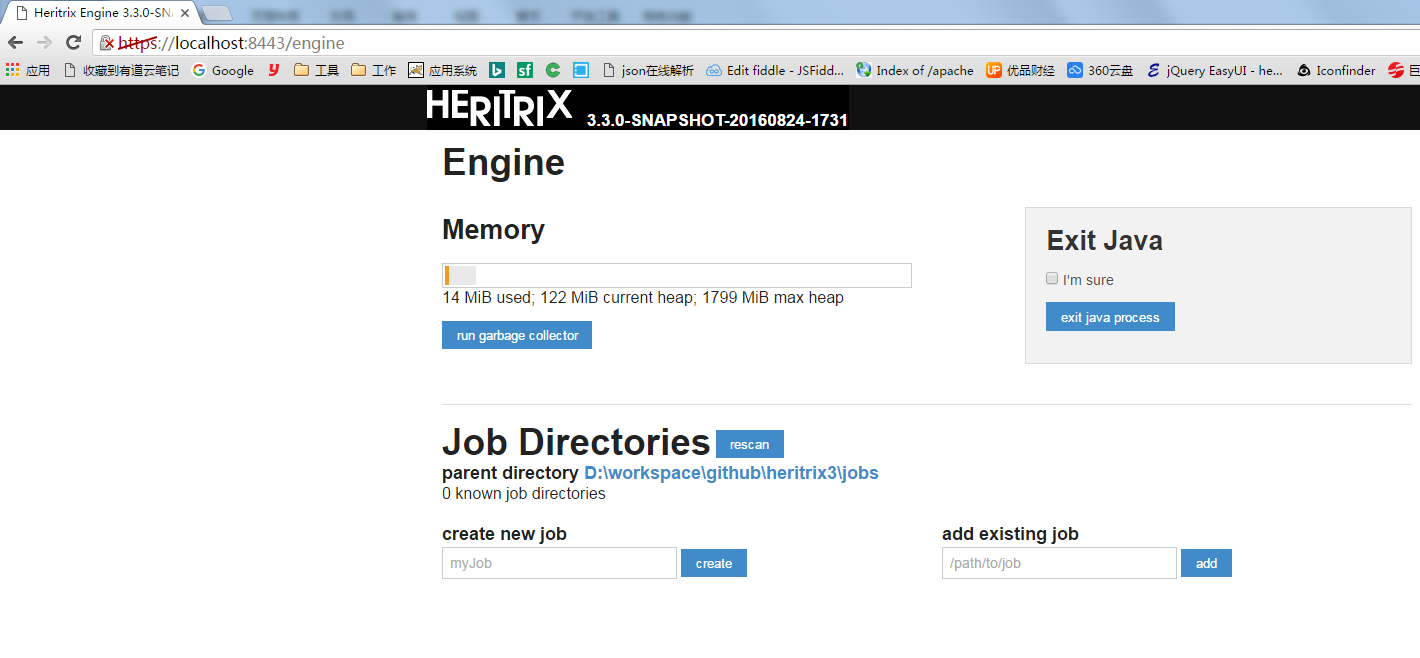 Heritrix Engine 3.3.0-SN
https://localhost:8443/engine
应用 收藏到有道云笔记 Google 工具 工作 应用系统 json在线解析 Edit fiddle - JSFidd... Index of /apache UP 优品财经 360云盘 jQuery EasyUI - he... Iconfinder
HERITRIX 3.3.0-SNAPSHOT-20160824-1731
Engine
Memory
14 MiB used; 122 MiB current heap; 1799 MiB max heap
run garbage collector
Exit Java
I'm sure
exit java process
Job Directories rescan
parent directory D:\workspace\github\heritrix3\jobs
0 known job directories
create new job
myJob create
add existing job
/path/to/job add